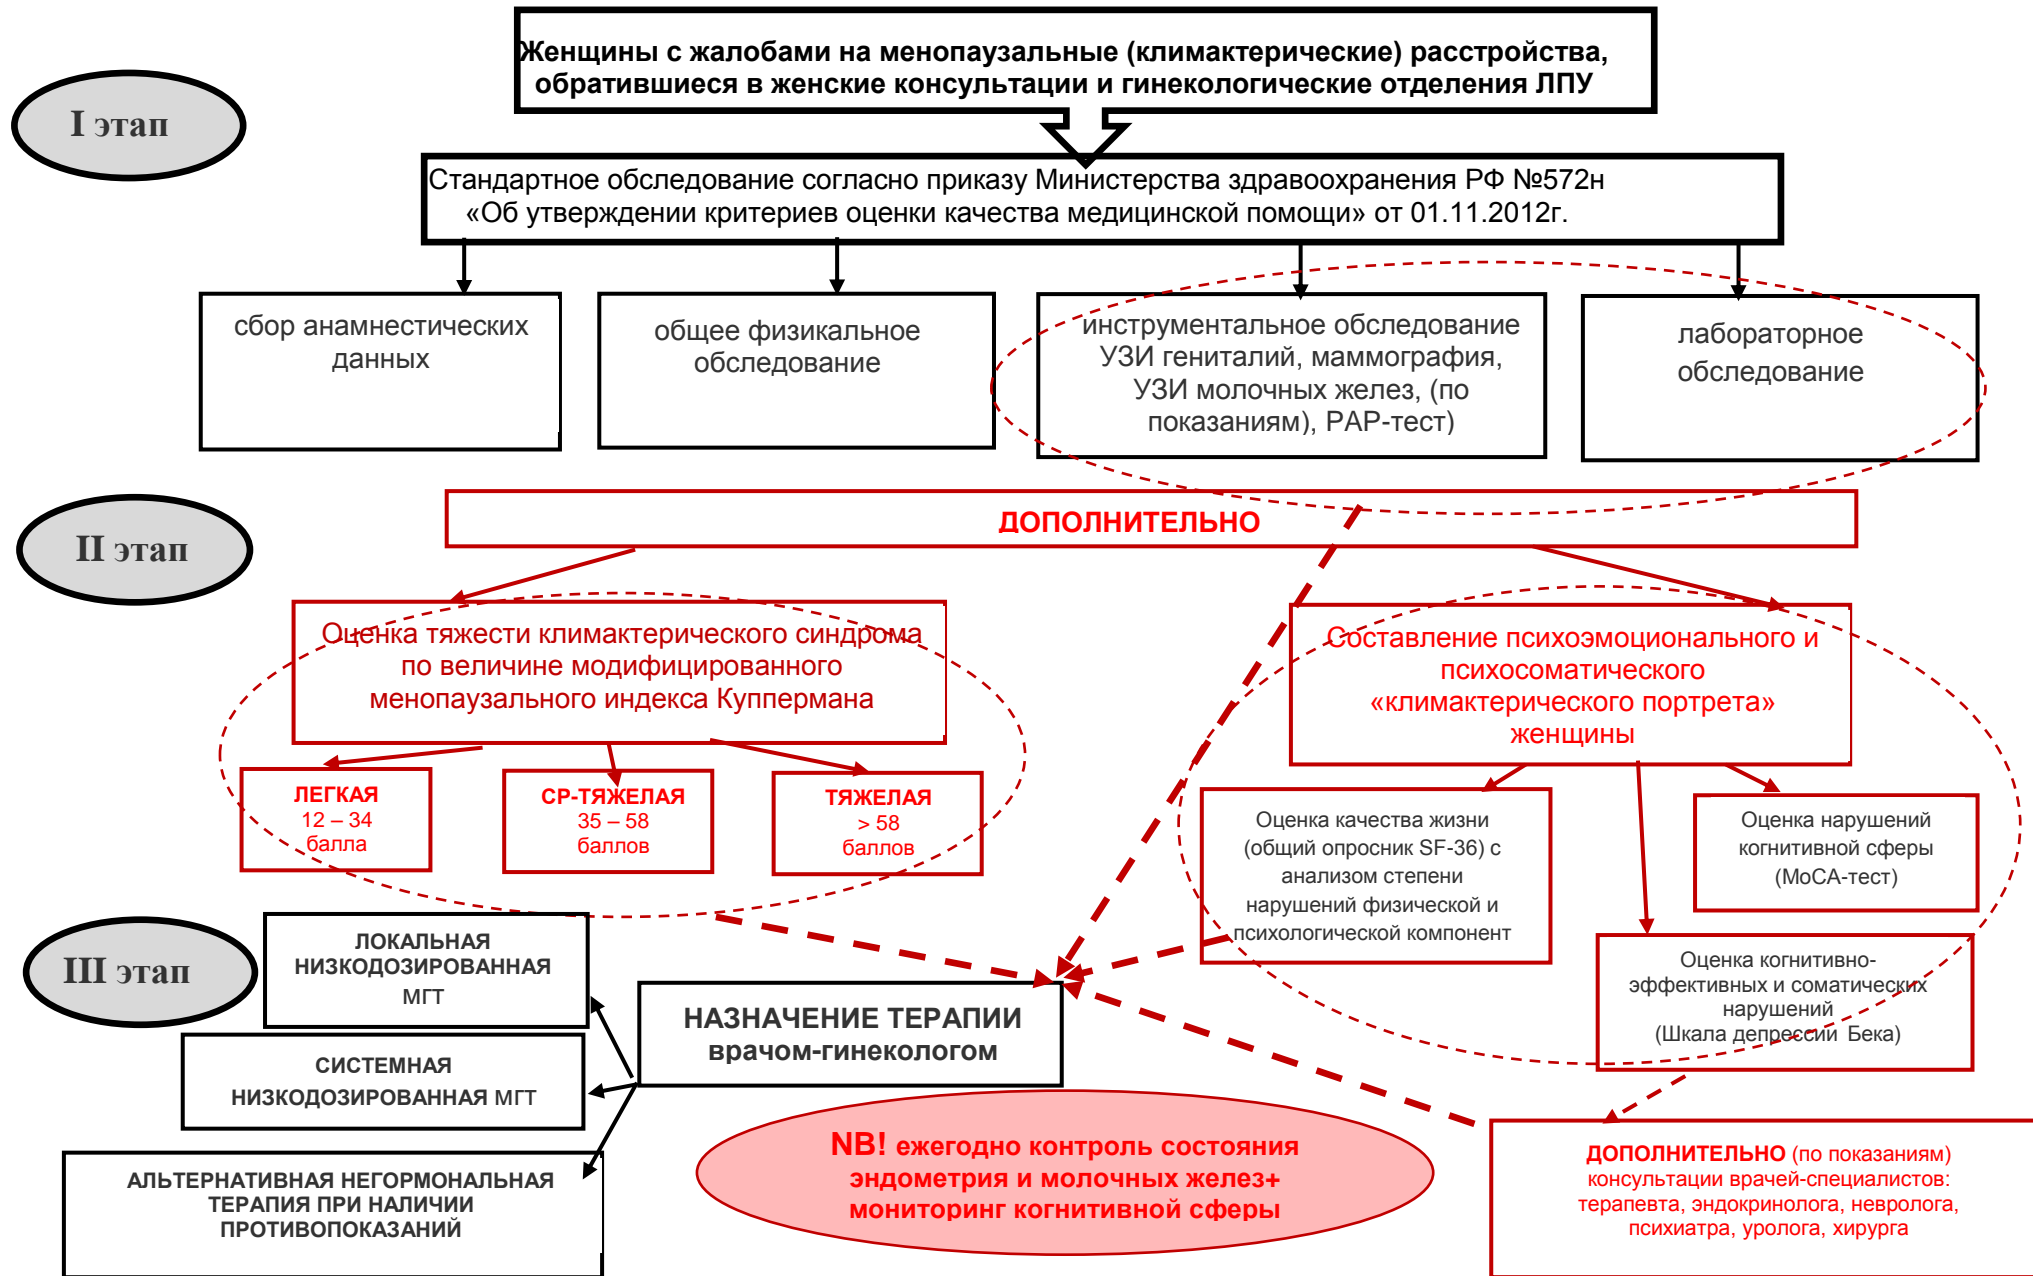 Женщины с жалобами на менопаузальные (климактерические) расстройства,
обратившиеся в женские консультации и гинекологические отделения ЛПУ
I этап
Стандартное обследование согласно приказу Министерства здравоохранения РФ №572н
«Об утверждении критериев оценки качества медицинской помощи» от 01.11.2012г.
сбор анамнестических
данных
общее физикальное
обследование
инструментальное обследование
УЗИ гениталий, маммография,
УЗИ молочных желез, (по
показаниям), РАР-тест)
лабораторное
обследование
II этап
ДОПОЛНИТЕЛЬНО
Оценка тяжести климактерического синдрома
по величине модифицированного
менопаузального индекса Куппермана
ЛЕГКАЯ
12 – 34
балла
СР-ТЯЖЕЛАЯ
35 – 58
баллов
ТЯЖЕЛАЯ
> 58
баллов
Составление психоэмоционального и
психосоматического
«климактерического портрета»
женщины
Оценка качества жизни
(общий опросник SF-36) с
анализом степени
нарушений физической и
психологической компонент
Оценка нарушений
когнитивной сферы
(МоСА-тест)
Оценка когнитивно-
эффективных и соматических
нарушений
(Шкала депрессии Бека)
III этап
ЛОКАЛЬНАЯ
НИЗКОДОЗИРОВАННАЯ
МГТ
СИСТЕМНАЯ
НИЗКОДОЗИРОВАННАЯ МГТ
АЛЬТЕРНАТИВНАЯ НЕГОРМОНАЛЬНАЯ
ТЕРАПИЯ ПРИ НАЛИЧИИ
ПРОТИВОПОКАЗАНИЙ
НАЗНАЧЕНИЕ ТЕРАПИИ
врачом-гинекологом
NB! ежегодно контроль состояния
эндометрия и молочных желез+
мониторинг когнитивной сферы
ДОПОЛНИТЕЛЬНО (по показаниям)
консультации врачей-специалистов:
терапевта, эндокринолога, невролога,
психиатра, уролога, хирурга